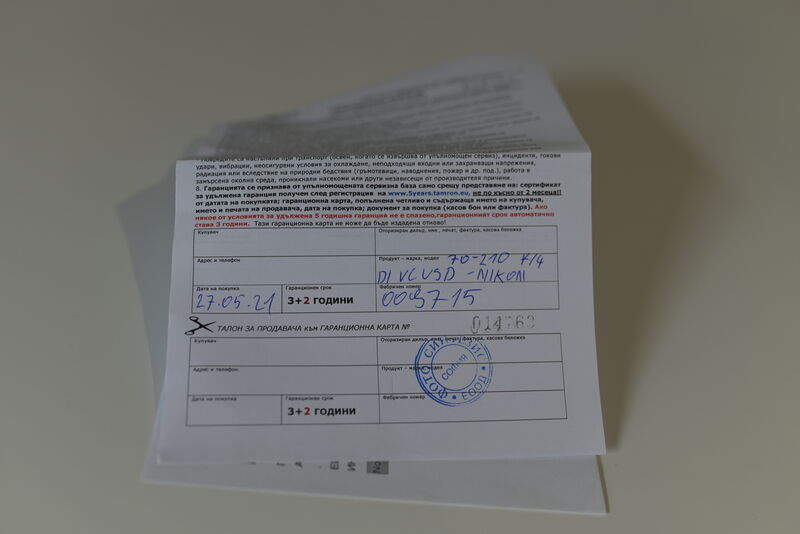 повредите са настъпили при транспорт (освен, когато се извършва от упълномощен сервиз), инциденти, токови
удари, вибрации, неосигурени условия за охлаждане, неподходящи входни или захранващи напрежения,
радиация или вследствие на природни бедствия (гръмотевици, наводнения, пожар и др. под.), работа в
замърсена околна среда, проникнали насекоми или други независещи от производителя причини.
8. Гаранцията се признава от упълномощената сервизна база само срещу представяне на: сертификат
за удължена гаранция получен след регистрация на www.5years.tamron.eu, не по късно от 2 месеца!!
от датата на покупката; гаранционна карта, попълнена четливо и съдържаща името на купувача,
името и печата на продавача, дата на покупка; документ за покупка (касов бон или фактура). Ако
някое от условията за удължена 5 годишна гаранция не е спазено,гаранционният срок автоматично
става 3 години. Тази гаранционна карта не може да бъде издадена отново!
Купувач
Оторизиран дилър, име, печат, фактура, касова бележка
Адрес и телефон
Продукт – марка, модел 70-210 F/4
DI VC USD - NIKON
Дата на покупка
27.05.21
Гаранционен срок
3+2 години
Фабричен номер
009715
ТАЛОН ЗА ПРОДАВАЧА към ГАРАНЦИОННА КАРТА №
014763
Купувач
Оторизиран дилър, име, печат, фактура, касова бележка
Адрес и телефон
Продукт – марка, модел
Дата на покупка
Гаранционен срок
3+2 години
Фабричен номер
ФОТО СИНТЕЗИС ЕООД
СОФИЯ